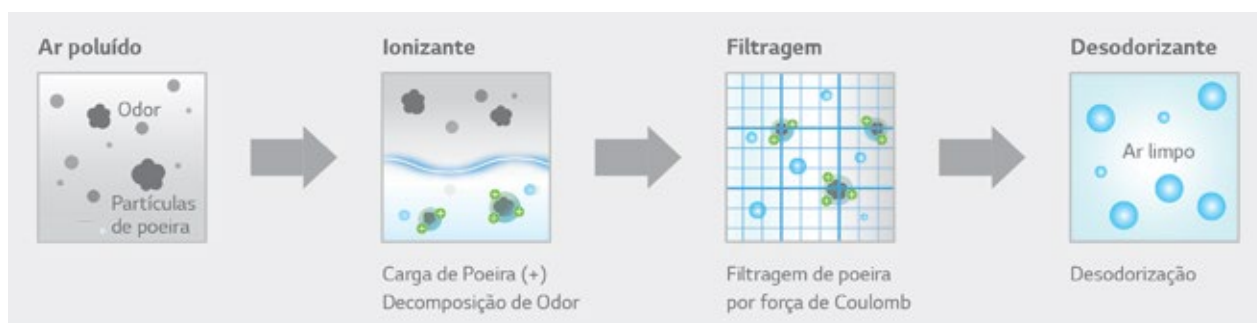 Ar poluído
Odor
Partículas
de poeira
Ionizante
Carga de Poeira (+)
Decomposição de Odor
Filtragem
Filtragem de poeira
por força de Coulomb
Desodorizante
Ar limpo
Desodorização